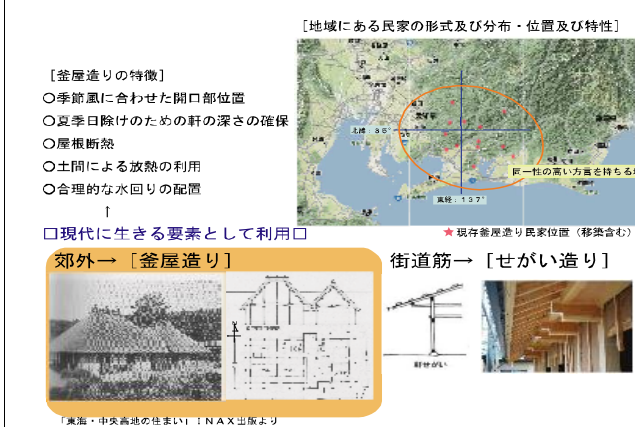 [地域にある民家の形式及び分布・位置及び特性]
[釜屋造りの特徴]
○季節風に合わせた開口部位置
○夏季日除けのための軒の深さの確保
○屋根断熱
○土間による放熱の利用
○合理的な水回りの配置
↑
□現代に生きる要素として利用□
北緯:35°
同一性の高い方言を持ちる
東経:137°
★現存釜屋造り民家位置(移築含む)
郊外→[釜屋造り]
街道筋→[せがい造り]
せがい
「東海・中央高地の住まい」INAX出版より